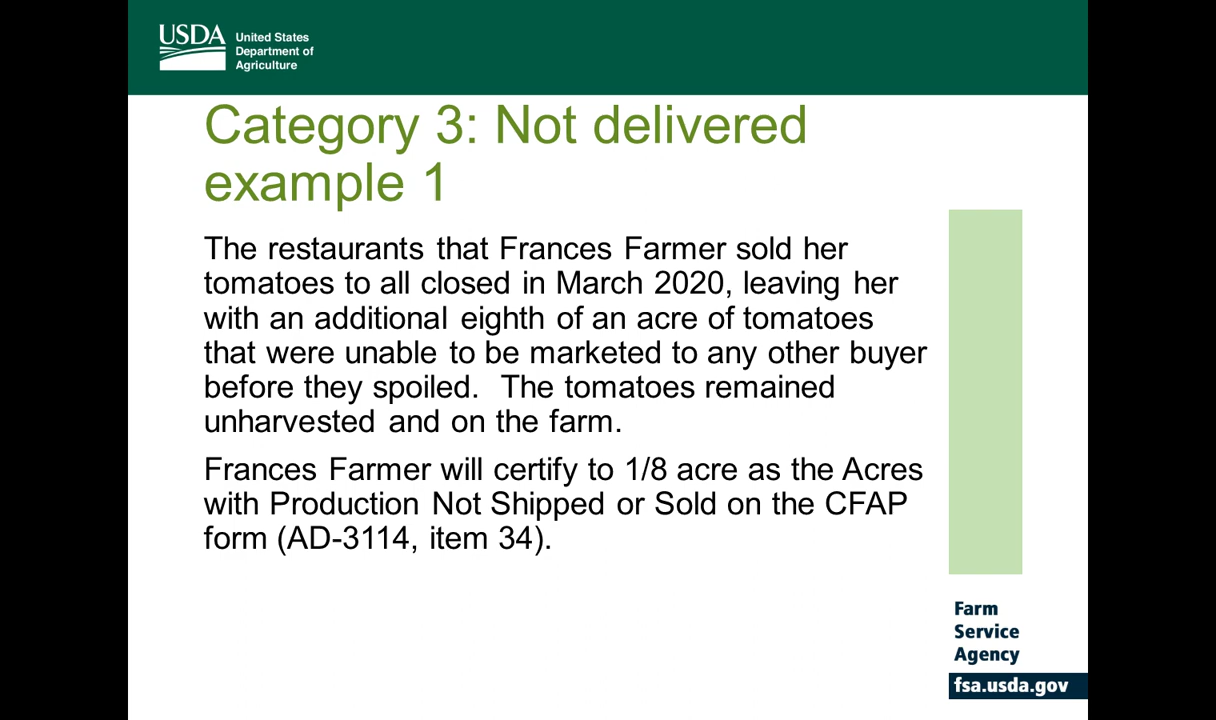 USDA
United States
Department of
Agriculture
Category 3: Not delivered
example 1
The restaurants that Frances Farmer sold her
tomatoes to all closed in March 2020, leaving her
with an additional eighth of an acre of tomatoes
that were unable to be marketed to any other buyer
before they spoiled.  The tomatoes remained
unharvested and on the farm.
Frances Farmer will certify to 1/8 acre as the Acres
with Production Not Shipped or Sold on the CFAP
form (AD-3114, item 34).
Farm
Service
Agency
fsa.usda.gov